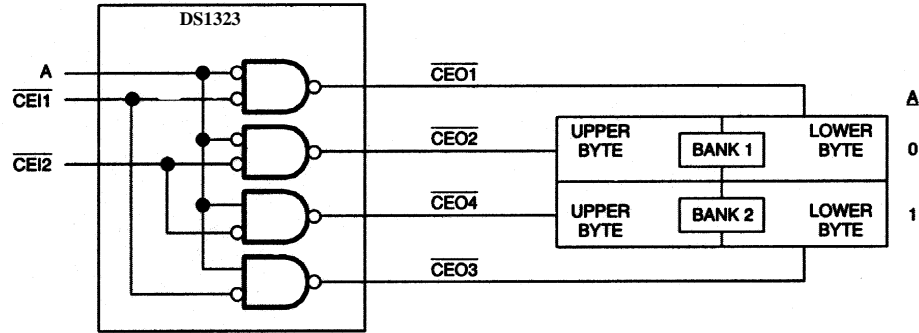 DS1323
A
CEI1
CEI2
CEO1
CEO2
CEO4
CEO3
A
UPPER BYTE
BANK 1
LOWER BYTE
0
UPPER BYTE
BANK 2
LOWER BYTE
1